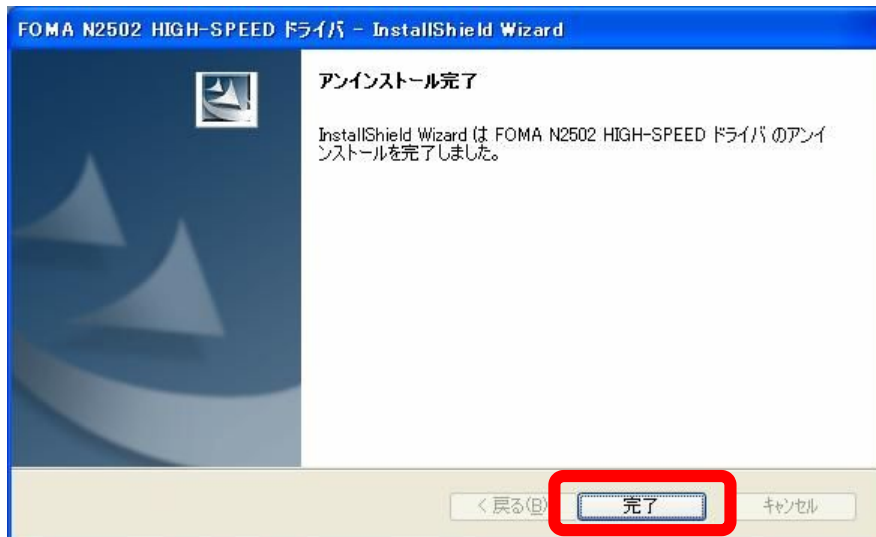 FOMA N2502 HIGH-SPEED ドライバ - InstallShield Wizard
アンインストール完了
InstallShield Wizard は FOMA N2502 HIGH-SPEED ドライバ のアンイ
ンストールを完了しました。
< 戻る(B) 完了 キャンセル